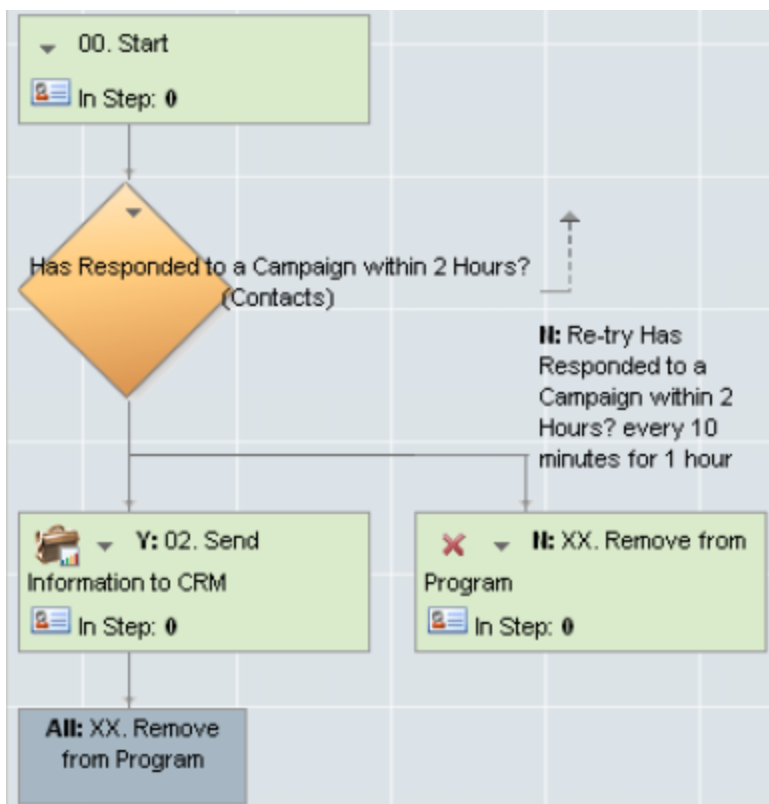 00. Start
In Step: 0
Has Responded to a Campaign within 2 Hours?
(Contacts)
N: Re-try Has
Responded to a
Campaign within 2
Hours? every 10
minutes for 1 hour
Y: 02. Send
Information to CRM
In Step: 0
N: XX. Remove from
Program
In Step: 0
All: XX. Remove
from Program